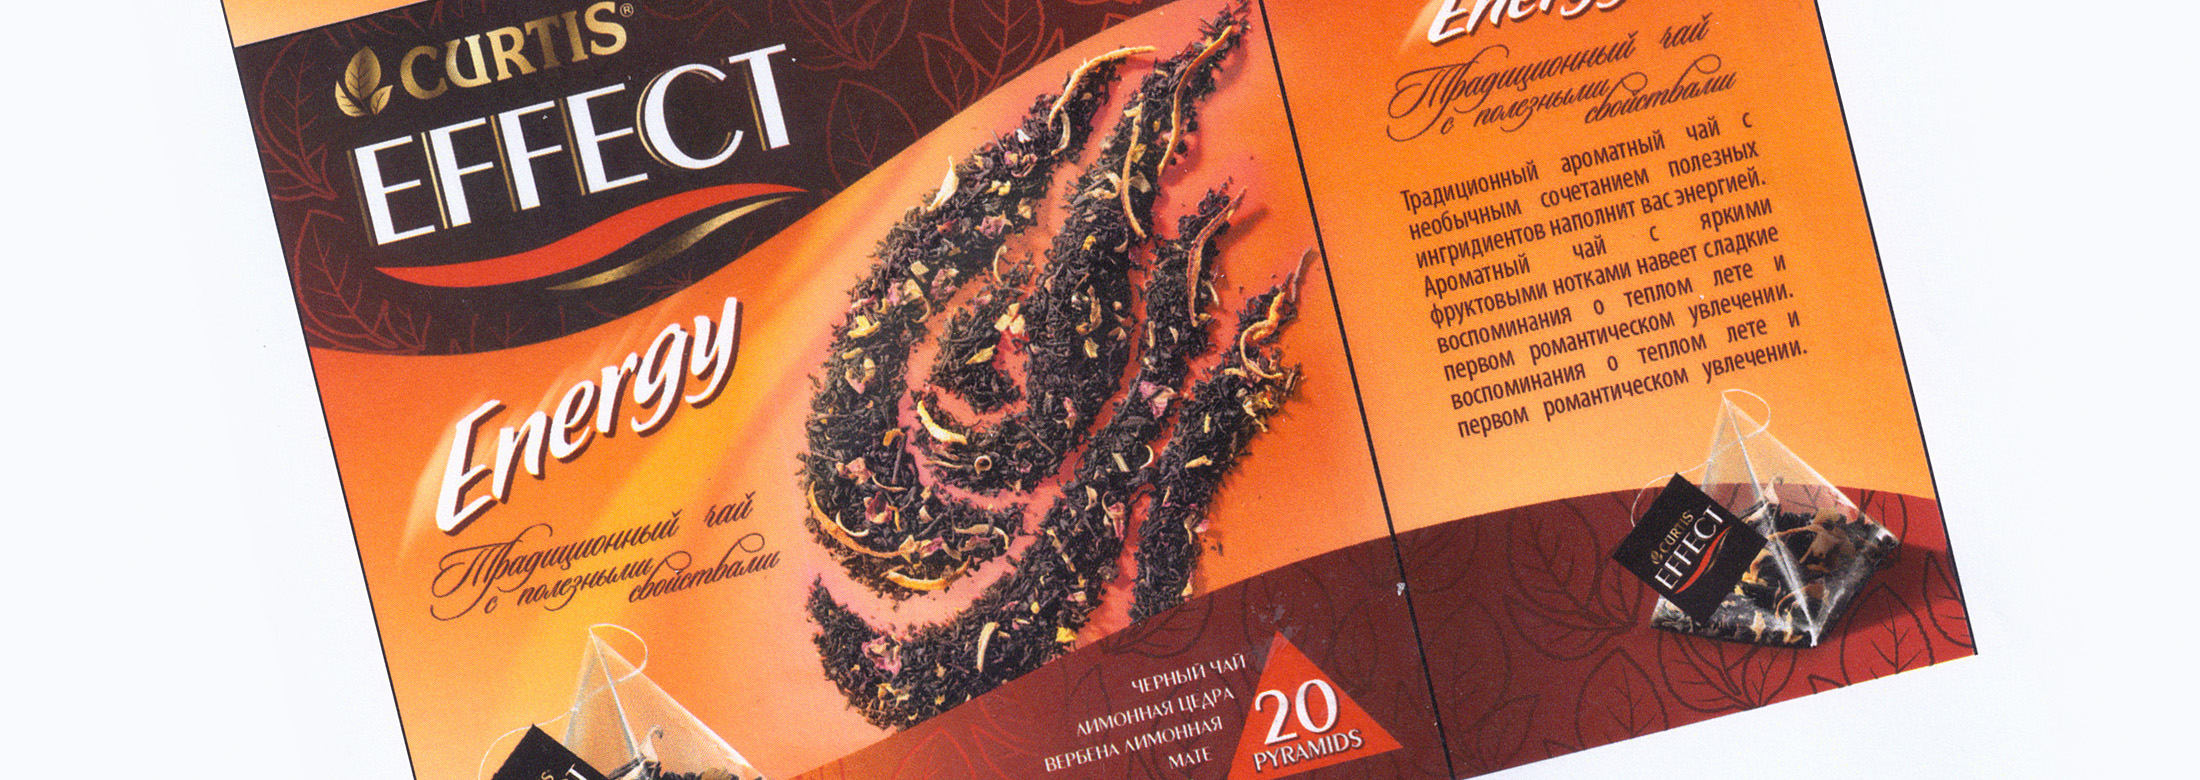 CURTIS®
EFFECT
Energy
Традиционный чай
с полезными
свойствами
ЧЕРНЫЙ ЧАЙ
ЛИМОННАЯ ЦЕДРА
ВЕРБЕНА ЛИМОННАЯ
МАТЕ
20
PYRAMIDS
EFFECT
Energy
Традиционный чай
с полезными
свойствами
Традиционный ароматный чай с
необычным сочетанием полезных
ингридиентов наполнит вас энергией.
Ароматный чай с яркими
фруктовыми нотками навеет сладкие
воспоминания о теплом лете и
первом романтическом увлечении.
воспоминания о теплом лете и
первом романтическом увлечении.
CURTIS
EFFECT